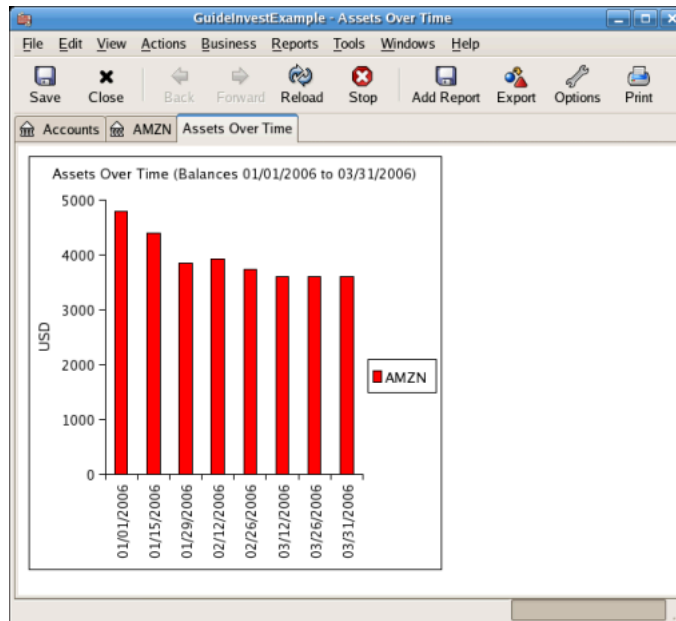 GuideInvestExample - Assets Over Time
File Edit View Actions Business Reports Tools Windows Help
Save Close Back Forward Reload Stop Add Report Export Options Print
Accounts AMZN Assets Over Time
Assets Over Time (Balances 01/01/2006 to 03/31/2006)
5000
4000
3000
2000
1000
0
USD
AMZN
01/01/2006
01/15/2006
01/29/2006
02/12/2006
02/26/2006
03/12/2006
03/26/2006
03/31/2006